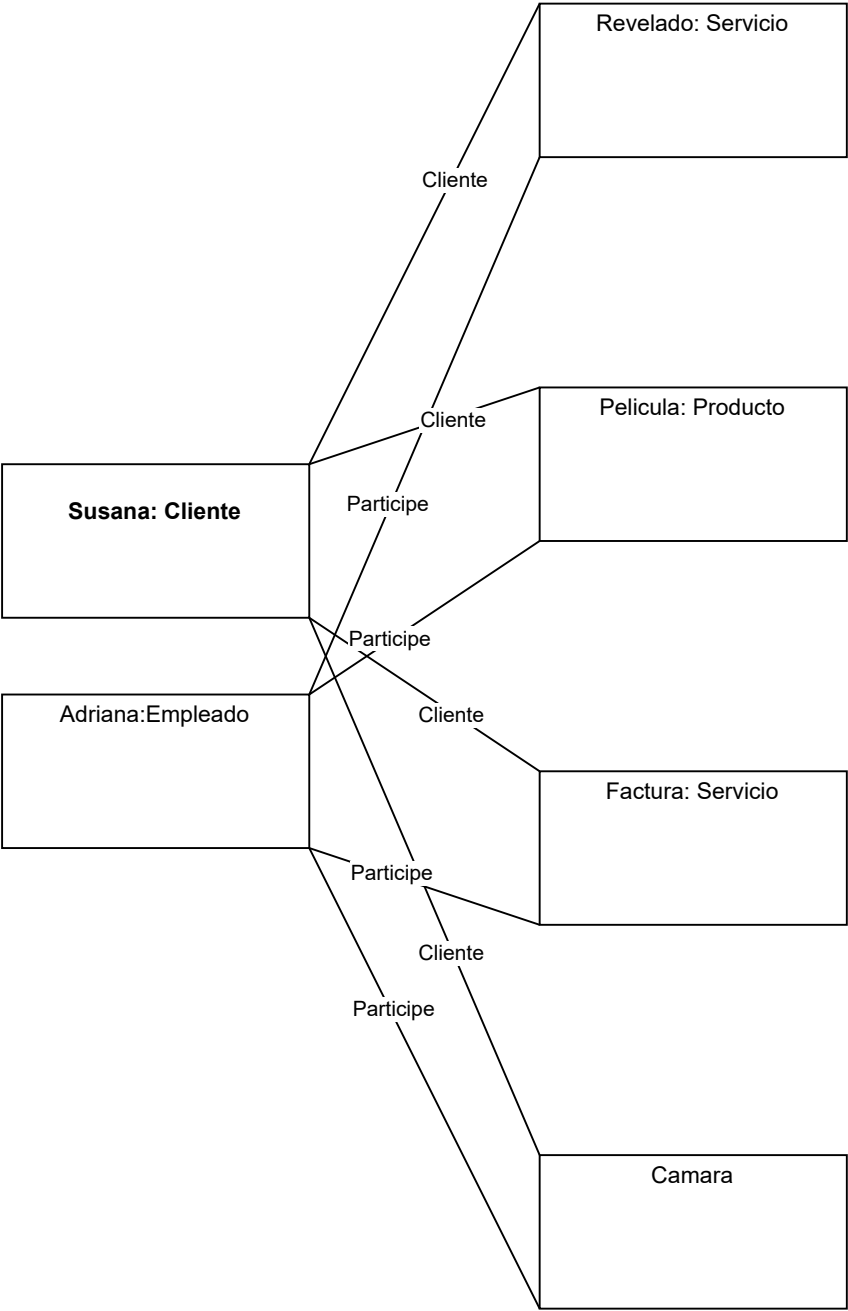 Revelado: Servicio
Cliente
Pelicula: Producto
Cliente
Susana: Cliente
Participe
Participe
Adriana:Empleado
Cliente
Factura: Servicio
Participe
Cliente
Participe
Camara